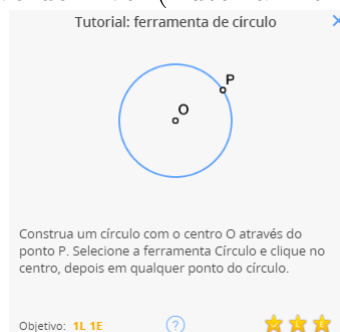 Tutorial: ferramenta de círculo
P
O
Construa um círculo com o centro O através do
ponto P. Selecione a ferramenta Círculo e clique no
centro, depois em qualquer ponto do círculo.
Objetivo: 1L 1E
?